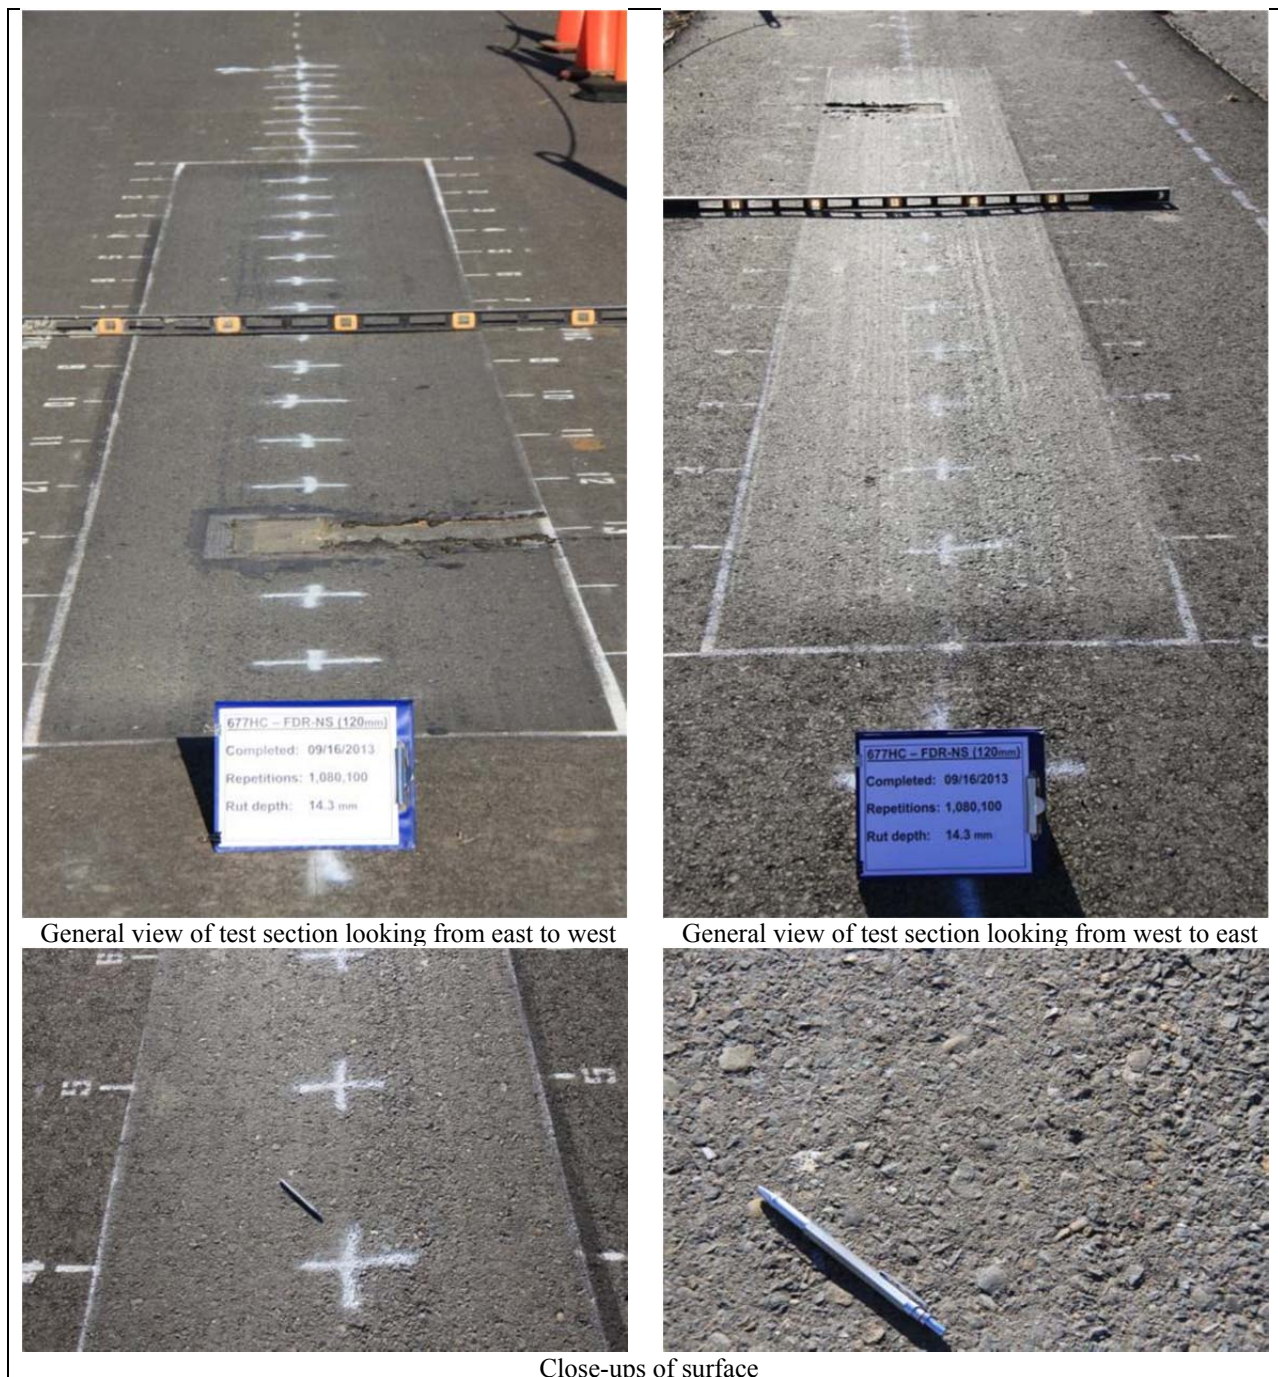 677HC – FDR-NS (120mm)
Completed: 09/16/2013
Repetitions: 1,080,100
Rut depth: 14.3 mm
677HC – FDR-NS (120mm)
Completed: 09/16/2013
Repetitions: 1,080,100
Rut depth: 14.3 mm
General view of test section looking from east to west
General view of test section looking from west to east
5 5
Close-ups of surface